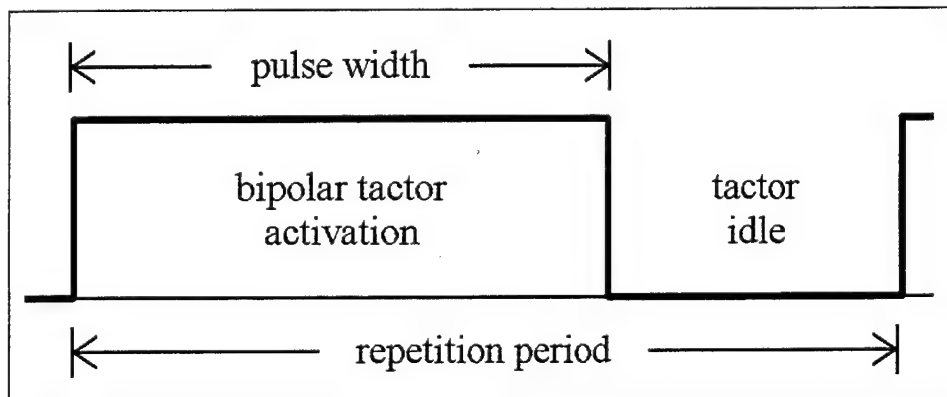 pulse width
bipolar tactor
activation
tactor
idle
repetition period